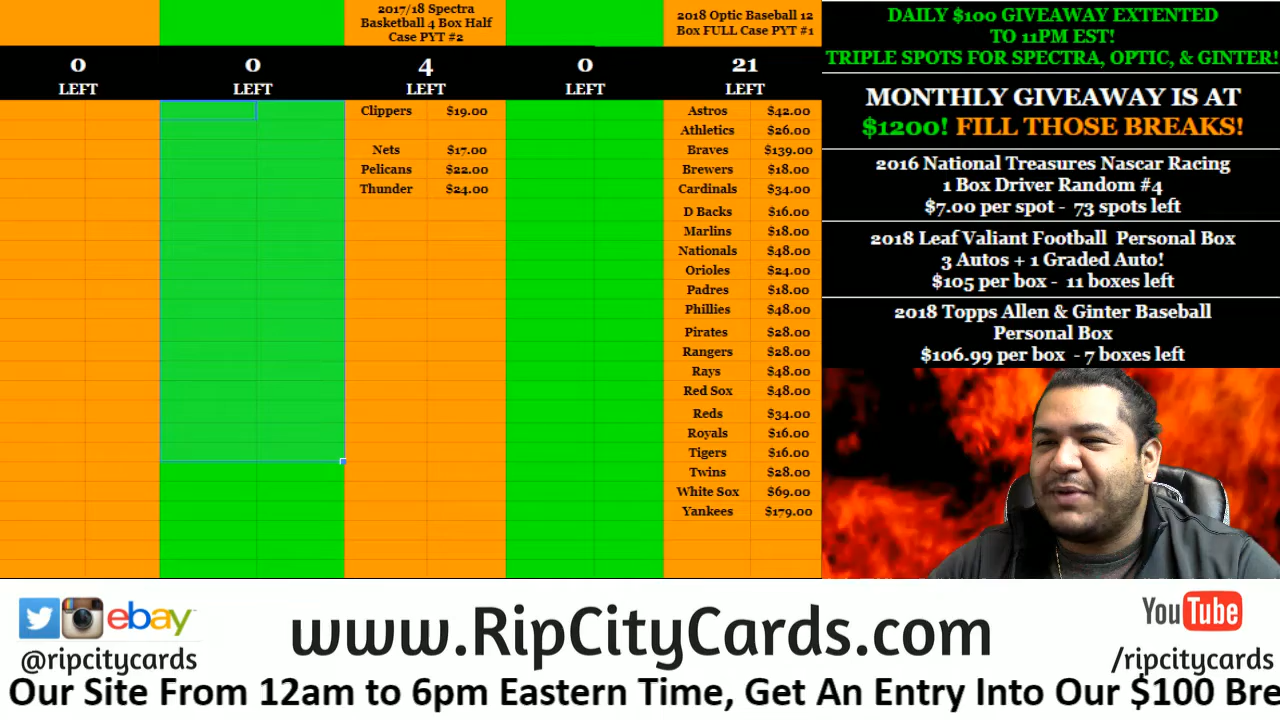 2017/18 Spectra
Basketball 4 Box Half
Case PYT #2
2018 Optic Baseball 12
Box FULL Case PYT #1
0 0 4 0 21
LEFT LEFT LEFT LEFT LEFT
Clippers $19.00
Nets $17.00
Pelicans $22.00
Thunder $24.00
Astros $42.00
Athletics $26.00
Braves $139.00
Brewers $18.00
Cardinals $34.00
D Backs $16.00
Marlins $18.00
Nationals $48.00
Orioles $24.00
Padres $18.00
Phillies $48.00
Pirates $28.00
Rangers $28.00
Rays $48.00
Red Sox $48.00
Reds $34.00
Royals $16.00
Tigers $16.00
Twins $28.00
White Sox $69.00
Yankees $179.00
DAILY $100 GIVEAWAY EXTENTED
TO 11PM EST!
TRIPLE SPOTS FOR SPECTRA, OPTIC, & GINTER!
MONTHLY GIVEAWAY IS AT
$1200! FILL THOSE BREAKS!
2016 National Treasures Nascar Racing
1 Box Driver Random #4
$7.00 per spot - 73 spots left
2018 Leaf Valiant Football Personal Box
3 Autos + 1 Graded Auto!
$105 per box - 11 boxes left
2018 Topps Allen & Ginter Baseball
Personal Box
$106.99 per box - 7 boxes left
ebay
@ripcitycards
www.RipCityCards.com
YouTube
/ripcitycards
Our Site From 12am to 6pm Eastern Time, Get An Entry Into Our $100 Bre